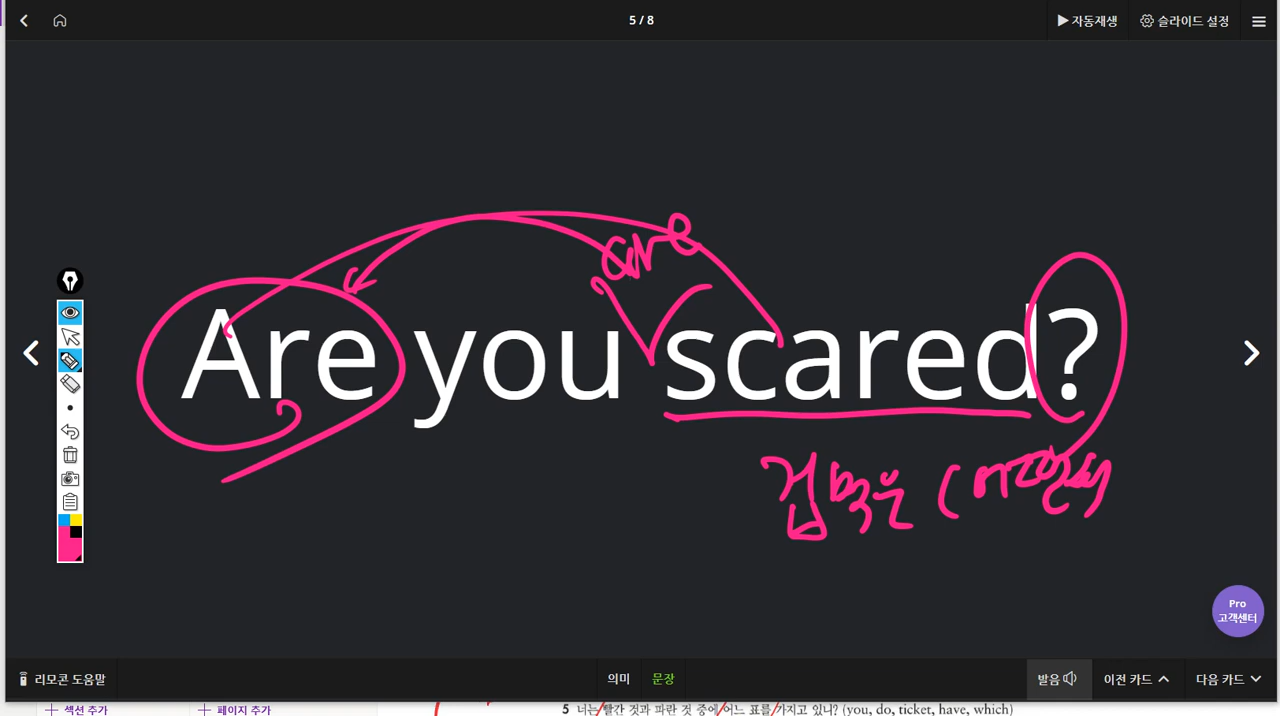 5 / 8
▶자동재생
슬라이드 설정
are
Are you scared?
겁먹은
Pro
고객센터
리모콘 도움말
의미
문장
발음
이전 카드
다음 카드
섹션 추가
페이지 추가
5 너는 빨간 것과 파란 것 중에 어느 표를 가지고 있니? (you, do, ticket, have, which)